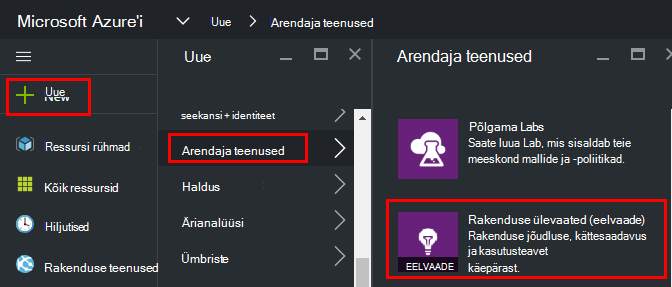 Microsoft Azure'i
Uue
Arendaja teenused
Uue
New
Ressursi rühmad
Kõik ressursid
Hiljutised
Rakenduse teenused
Uue
seekansi + identiteet
Arendaja teenused
Haldus
Ärianalüüsi
Ümbriste
Arendaja teenused
Põlgama Labs
Saate luua Lab, mis sisaldab teie
meeskond mallide ja -poliitikad.
Rakenduse ülevaated (eelvaade)
Rakenduse jõudluse, kättesaadavus
ja kasutusteavet
käepärast.
EELVAADE